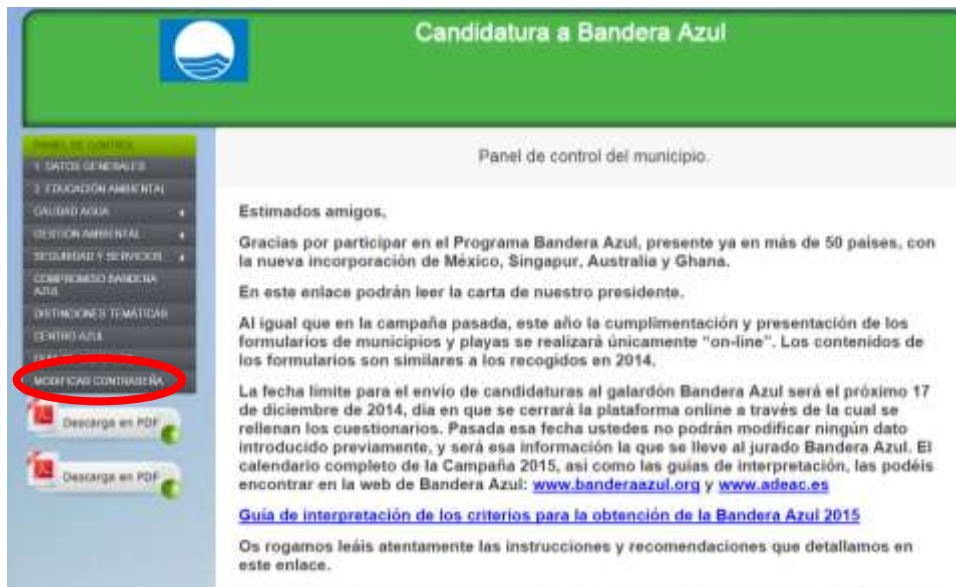 Candidatura a Bandera Azul
PANEL DE CONTROL
1. DATOS GENERALES
2. EDUCACIÓN AMBIENTAL
CALIDAD AGUA
GESTIÓN AMBIENTAL
SEGURIDAD Y SERVICIOS
COMPROMISO BANDERA
AZUL
DISTINCIONES TEMÁTICAS
CENTRO AZUL
MODIFICAR CONTRASEÑA
Descarga en PDF
Descarga en PDF
Panel de control del municipio.
Estimados amigos,
Gracias por participar en el Programa Bandera Azul, presente ya en más de 50 países, con
la nueva incorporación de México, Singapur, Australia y Ghana.
En este enlace podrán leer la carta de nuestro presidente.
Al igual que en la campaña pasada, este año la cumplimentación y presentación de los
formularios de municipios y playas se realizará únicamente "on-line". Los contenidos de
los formularios son similares a los recogidos en 2014.
La fecha límite para el envío de candidaturas al galardón Bandera Azul será el próximo 17
de diciembre de 2014, día en que se cerrará la plataforma online a través de la cual se
rellenan los cuestionarios. Pasada esa fecha ustedes no podrán modificar ningún dato
introducido previamente, y será esa información la que se lleve al jurado Bandera Azul. El
calendario completo de la Campaña 2015, así como las guías de interpretación, las podéis
encontrar en la web de Bandera Azul: www.banderaazul.org y www.adeac.es
Guía de interpretación de los criterios para la obtención de la Bandera Azul 2015
Os rogamos leáis atentamente las instrucciones y recomendaciones que detallamos en
este enlace.